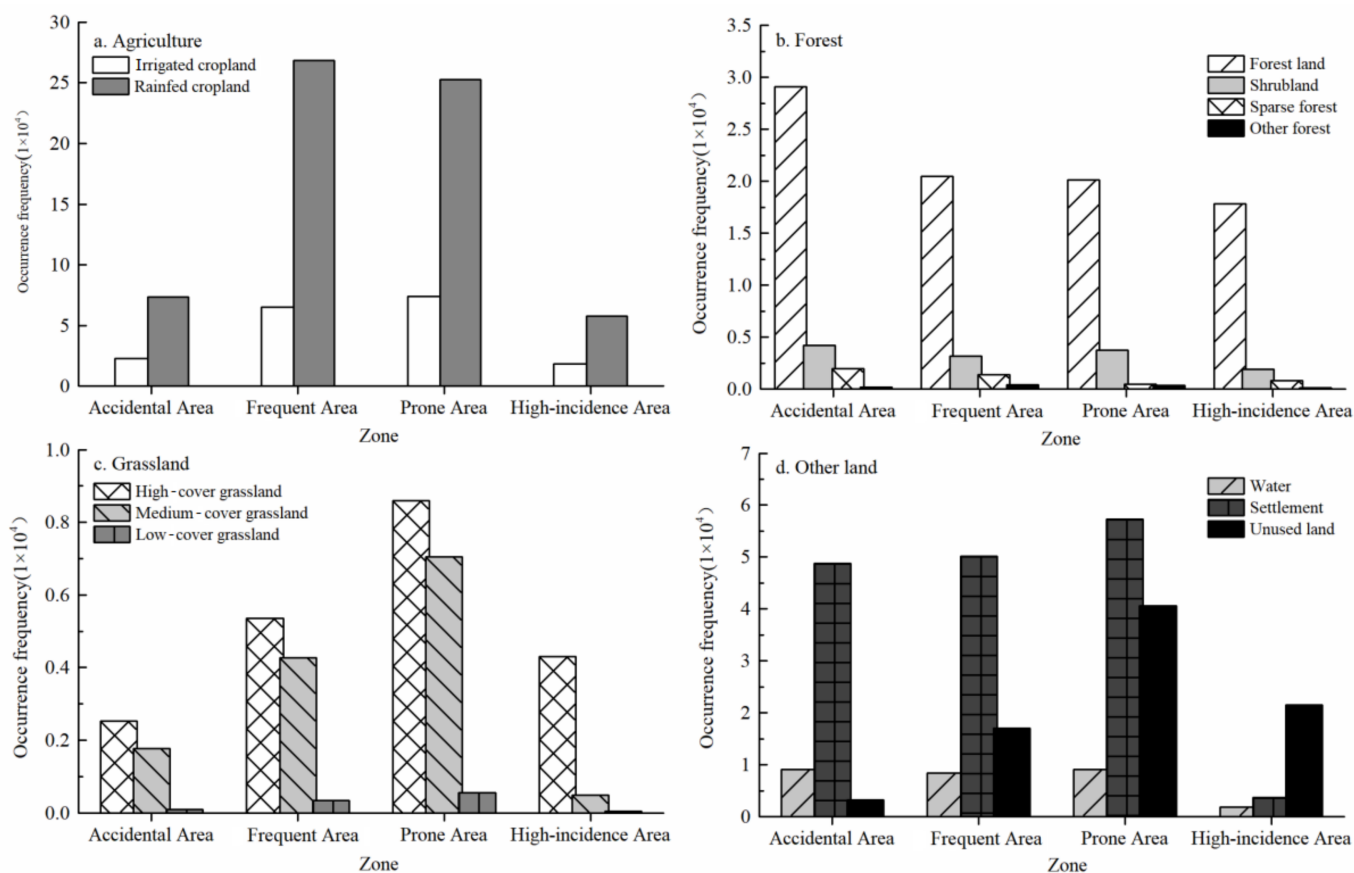 a. Agriculture
Irrigated cropland
Rainfed cropland
Occurrence frequency(1×10⁴)
30
25
20
15
10
5
0
Accidental Area Frequent Area Prone Area High-incidence Area
Zone
b. Forest
Forest land
Shrubland
Sparse forest
Other forest
Occurrence frequency(1×10⁴)
3.5
3.0
2.5
2.0
1.5
1.0
0.5
0.0
Accidental Area Frequent Area Prone Area High-incidence Area
Zone
c. Grassland
High-cover grassland
Medium-cover grassland
Low-cover grassland
Occurrence frequency(1×10⁴)
1.0
0.8
0.6
0.4
0.2
0.0
Accidental Area Frequent Area Prone Area High-incidence Area
Zone
d. Other land
Water
Settlement
Unused land
Occurrence frequency(1×10⁴)
7
6
5
4
3
2
1
0
Accidental Area Frequent Area Prone Area High-incidence Area
Zone